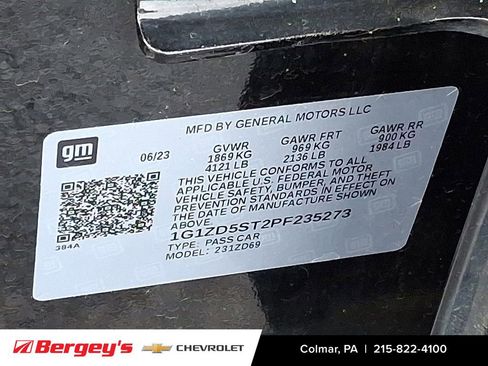 MFD BY GENERAL MOTORS LLC
gm
06/23 GVWR GAWR FRT GAWR RR
1869 KG 969 KG 900 KG
4121 LB 2136 LB 1984 LB
THIS VEHICLE CONFORMS TO ALL
APPLICABLE U.S. FEDERAL MOTOR
VEHICLE SAFETY, BUMPER, AND THEFT
PREVENTION STANDARDS IN EFFECT ON
THE DATE OF MANUFACTURE SHOWN
ABOVE.
1G1ZD5ST2PF235273
TYPE: PASS CAR
MODEL: 231ZD69
384A
Bergey's CHEVROLET Colmar, PA | 215-822-4100